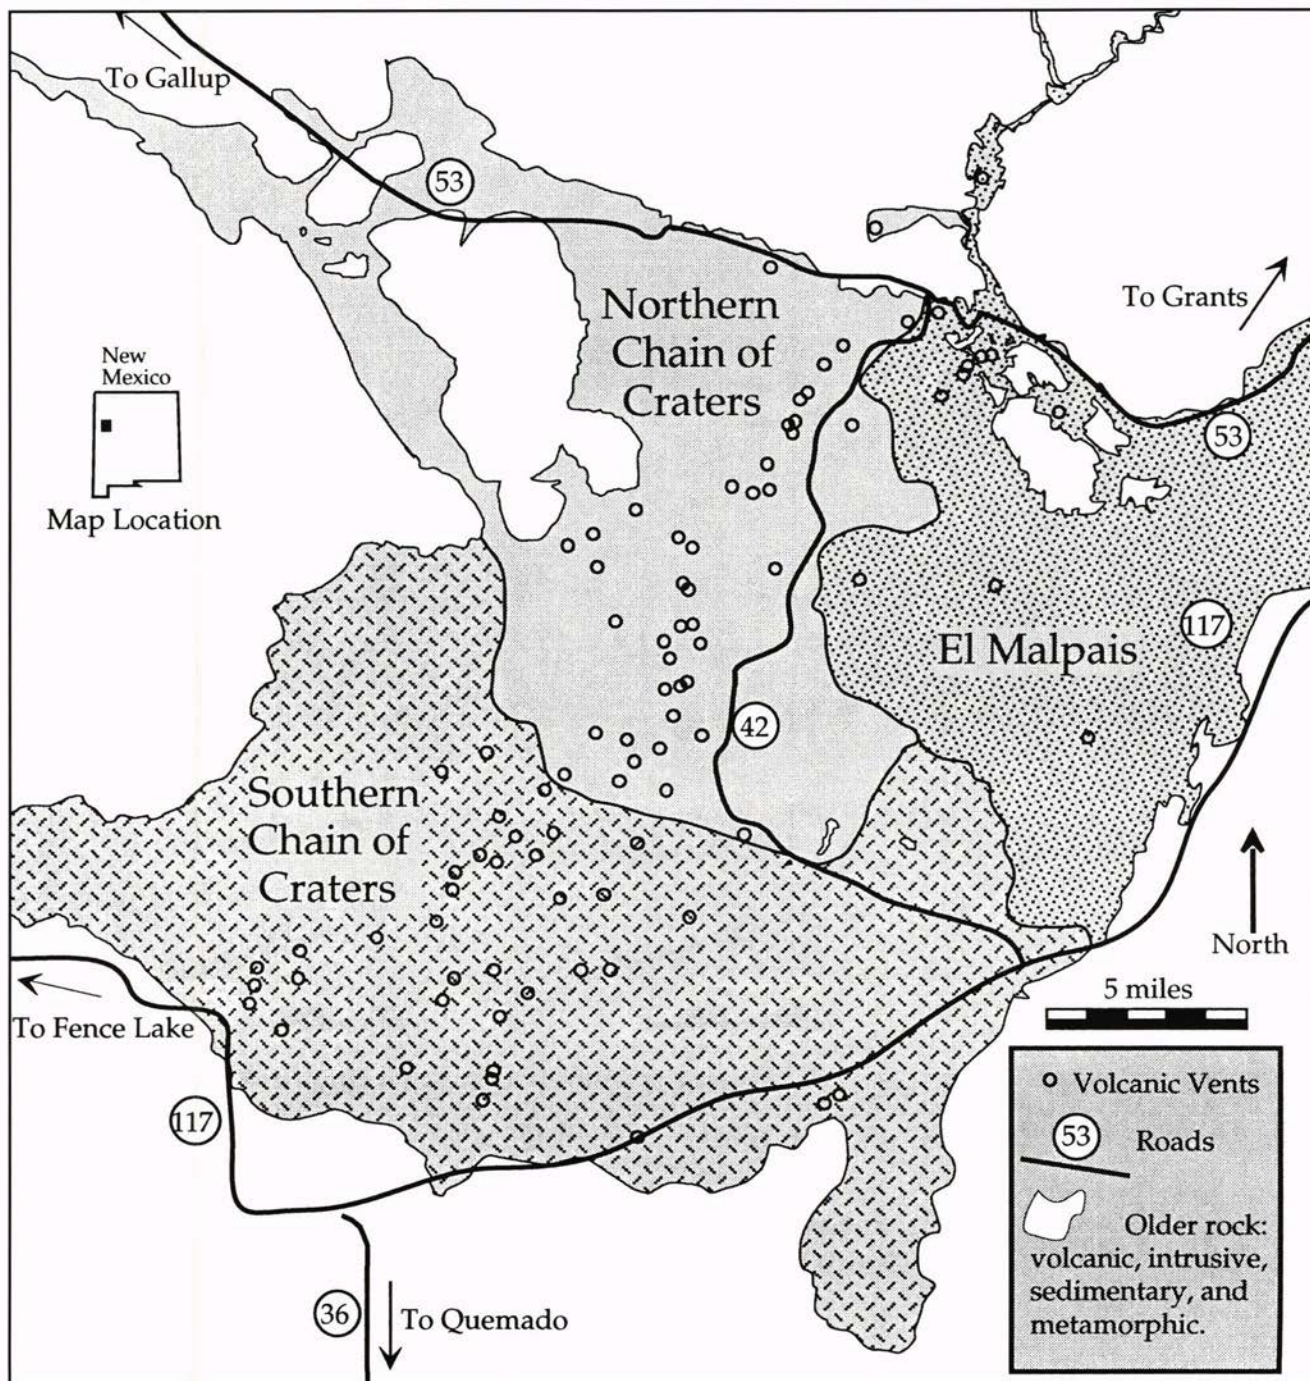 To Gallup
53
To Grants
Northern
Chain of
Craters
New
Mexico
Map Location
53
117
El Malpais
42
Southern
Chain of
Craters
North
5 miles
To Fence Lake
117
Volcanic Vents
53
Roads
Older rock:
volcanic, intrusive,
sedimentary, and
metamorphic.
36
To Quemado